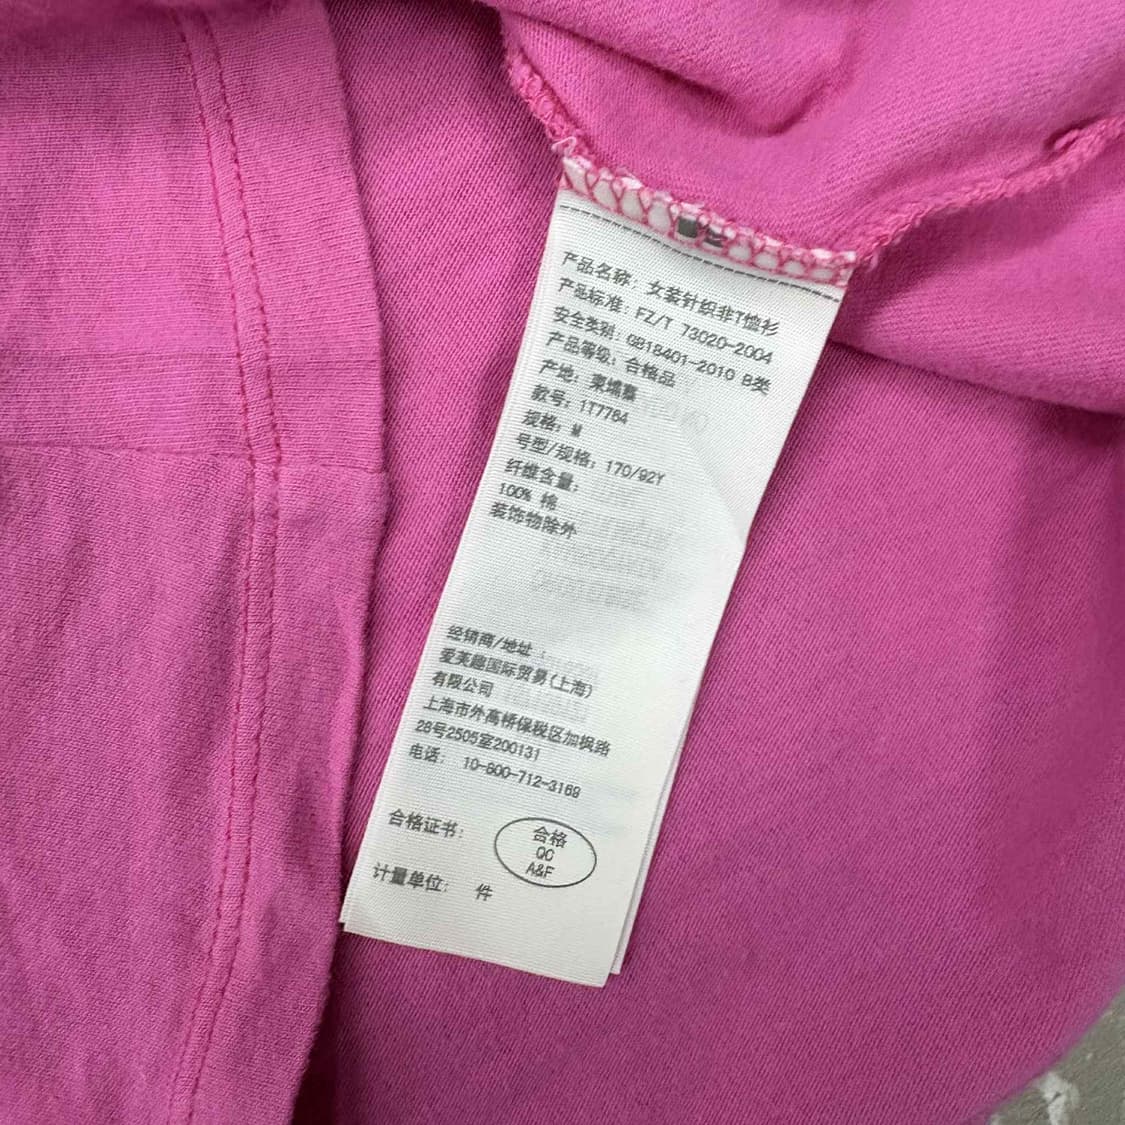 产品名称: 女装针织非T恤衫
产品标准: FZ/T 73020-2004
安全类别: GB18401-2010 B类
产品等级: 合格品
产地: 柬埔寨
款号: 1T7764
规格: M
号型/规格: 170/92Y
纤维含量:
100% 棉
装饰物除外
经销商/地址:
爱芙趣国际贸易(上海)
有限公司
上海市外高桥保税区加枫路
26号2505室200131
电话: 10-800-712-3169
合格证书:
合格
QC
A&F
计量单位: 件